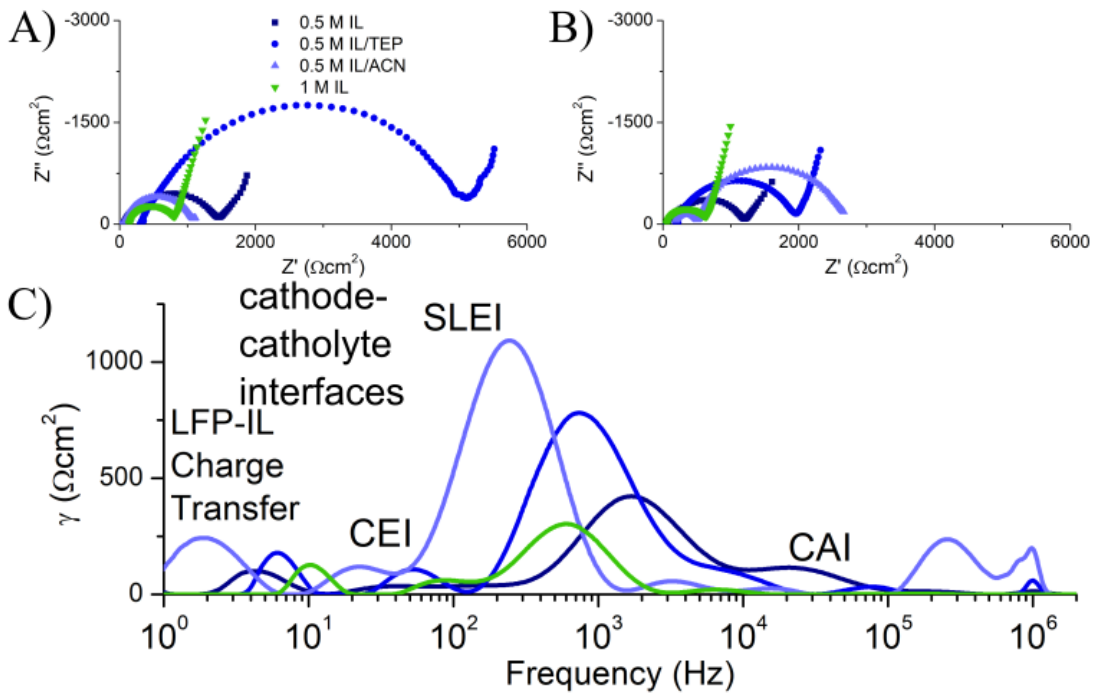 A)
-3000
-1500
0
Z'' (Ωcm²)
0.5 M IL
0.5 M IL/TEP
0.5 M IL/ACN
1 M IL
0 2000 4000 6000
Z' (Ωcm²)
B)
-3000
-1500
0
Z'' (Ωcm²)
0 2000 4000 6000
Z' (Ωcm²)
C)
1000
500
0
γ (Ωcm²)
cathode-
catholyte
interfaces
SLEI
LFP-IL
Charge
Transfer
CEI
CAI
10⁰ 10¹ 10² 10³ 10⁴ 10⁵ 10⁶
Frequency (Hz)